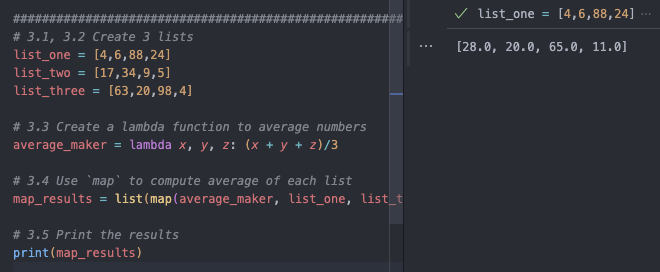 ################################################################
# 3.1, 3.2 Create 3 lists
list_one = [4,6,88,24]
list_two = [17,34,9,5]
list_three = [63,20,98,4]
# 3.3 Create a lambda function to average numbers
average_maker = lambda x, y, z: (x + y + z)/3
# 3.4 Use `map` to compute average of each list
map_results = list(map(average_maker, list_one, list_t
# 3.5 Print the results
print(map_results)
list_one = [4,6,88,24] ···
··· [28.0, 20.0, 65.0, 11.0]